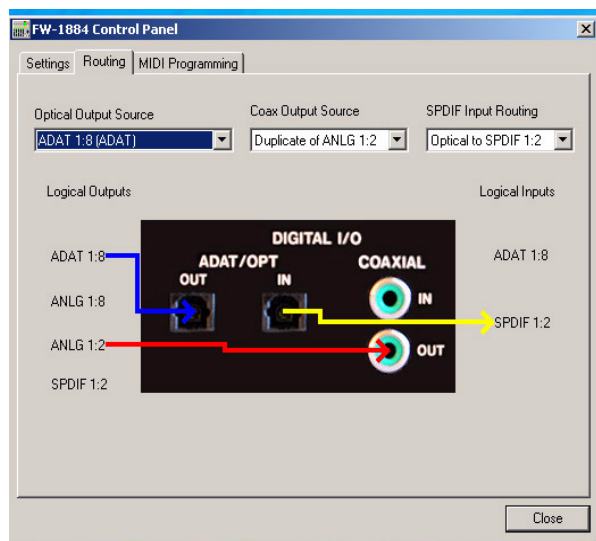 FW-1884 Control Panel
Settings Routing MIDI Programming
Optical Output Source Coax Output Source SPDIF Input Routing
ADAT 1:8 (ADAT) Duplicate of ANLG 1:2 Optical to SPDIF 1:2
Logical Outputs Logical Inputs
DIGITAL I/O
ADAT/OPT COAXIAL
OUT IN
ADAT 1:8 ADAT 1:8
ANLG 1:8 IN
SPDIF 1:2
ANLG 1:2 OUT
SPDIF 1:2
Close